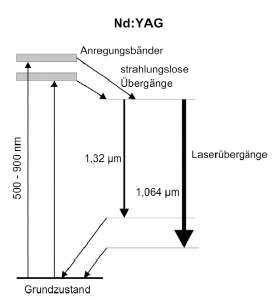 Nd:YAG
Anregungsbänder
strahlungslose
Übergänge
500 - 900 nm
1,32 µm
Laserübergänge
1,064 µm
Grundzustand